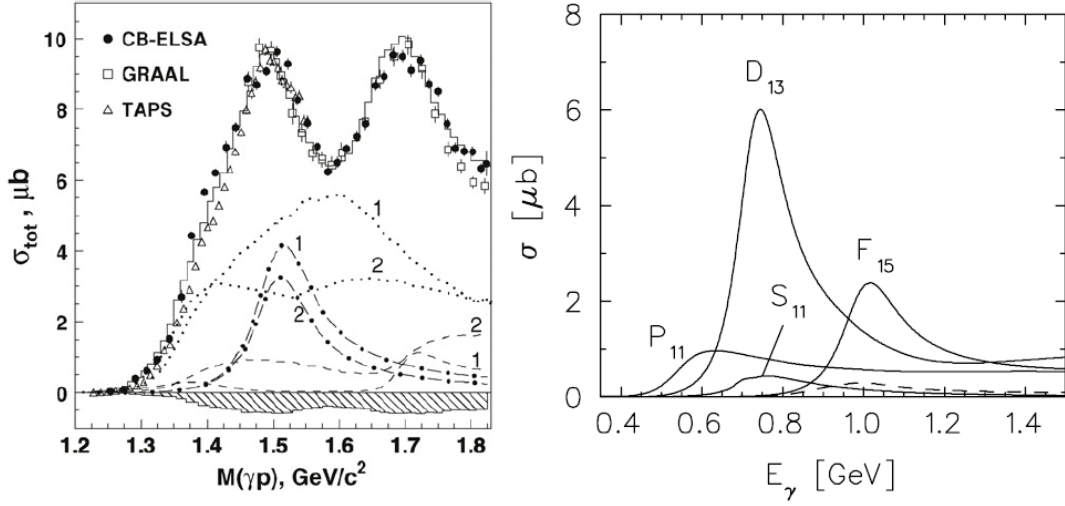 10
8
6
4
2
0
σtot , μb
● CB-ELSA
□ GRAAL
△ TAPS
1
2
1
2
2
1
1.2 1.3 1.4 1.5 1.6 1.7 1.8
M(γp), GeV/c²
8
6
4
2
0
σ [μb]
D13
F15
S11
P11
0.4 0.6 0.8 1.0 1.2 1.4
Eγ [GeV]